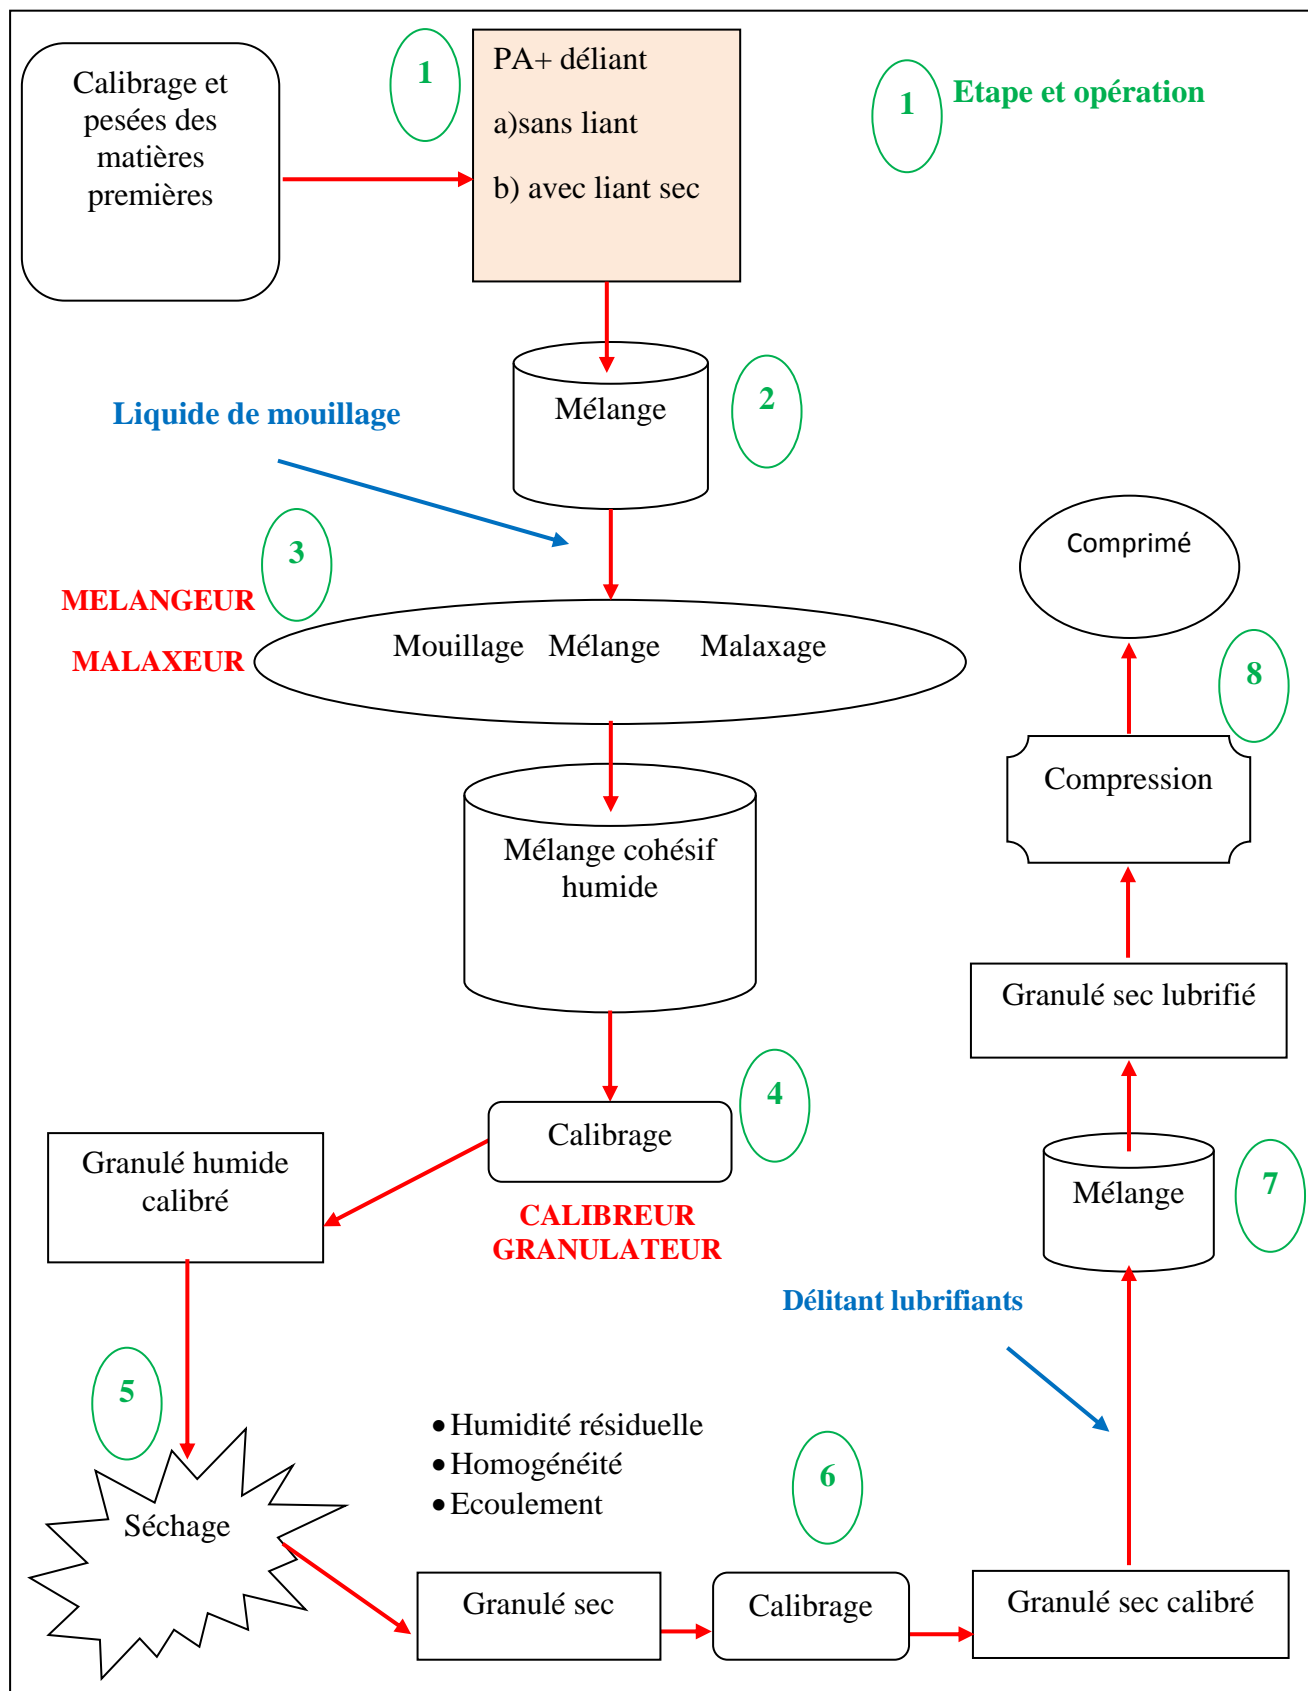 Calibrage et
pesées des
matières
premières
1
PA+ déliant
a)sans liant
b) avec liant sec
1
Etape et opération
Mélange
2
Liquide de mouillage
3
MELANGEUR
MALAXEUR
Mouillage Mélange Malaxage
Mélange cohésif
humide
4
Calibrage
CALIBREUR
GRANULATEUR
Granulé humide
calibré
5
Séchage
• Humidité résiduelle
• Homogénéité
• Ecoulement
Granulé sec
6
Calibrage
Granulé sec calibré
Délitant lubrifiants
Mélange
7
Granulé sec lubrifié
Compression
8
Comprimé